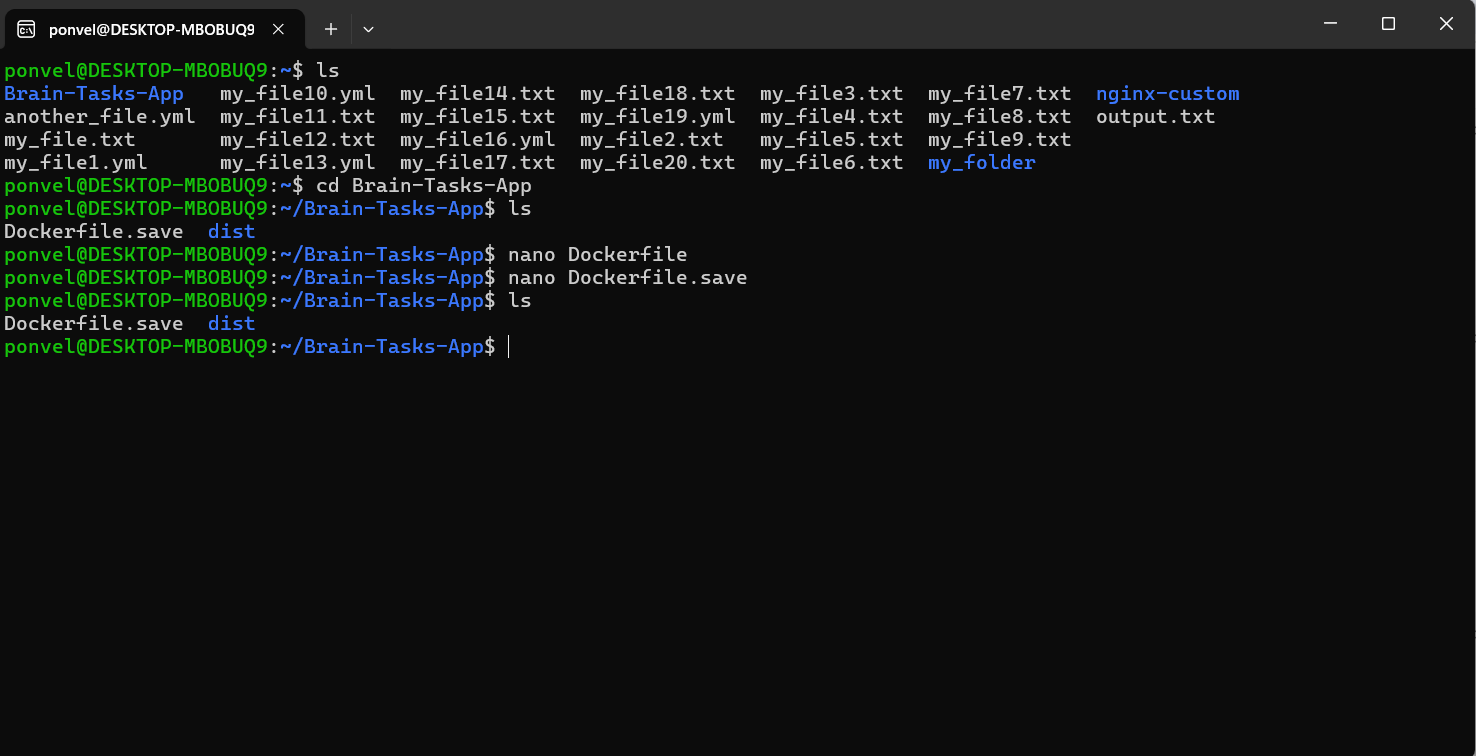 ponvel@DESKTOP-MBOBUQ9
ponvel@DESKTOP-MBOBUQ9:~$ ls
Brain-Tasks-App   my_file10.yml  my_file14.txt  my_file18.txt  my_file3.txt  my_file7.txt  nginx-custom
another_file.yml  my_file11.txt  my_file15.txt  my_file19.yml  my_file4.txt  my_file8.txt  output.txt
my_file.txt       my_file12.txt  my_file16.yml  my_file2.txt   my_file5.txt  my_file9.txt
my_file1.yml      my_file13.yml  my_file17.txt  my_file20.txt  my_file6.txt  my_folder
ponvel@DESKTOP-MBOBUQ9:~$ cd Brain-Tasks-App
ponvel@DESKTOP-MBOBUQ9:~/Brain-Tasks-App$ ls
Dockerfile.save  dist
ponvel@DESKTOP-MBOBUQ9:~/Brain-Tasks-App$ nano Dockerfile
ponvel@DESKTOP-MBOBUQ9:~/Brain-Tasks-App$ nano Dockerfile.save
ponvel@DESKTOP-MBOBUQ9:~/Brain-Tasks-App$ ls
Dockerfile.save  dist
ponvel@DESKTOP-MBOBUQ9:~/Brain-Tasks-App$